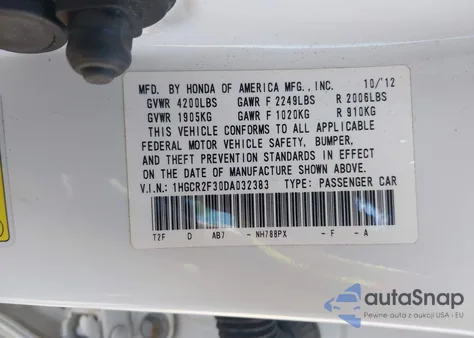 MFD. BY HONDA OF AMERICA MFG., INC. 10/'12
GVWR 4200LBS GAWR F 2249LBS R 2006LBS
GVWR 1905KG GAWR F 1020KG R 910KG
THIS VEHICLE CONFORMS TO ALL APPLICABLE
FEDERAL MOTOR VEHICLE SAFETY, BUMPER,
AND THEFT PREVENTION STANDARDS IN EFFECT
ON THE DATE OF MANUFACTURE SHOWN ABOVE.
V.I.N.: 1HGCR2F30DA032383 TYPE: PASSENGER CAR
T2F D AB7 - NH788PX - F - A
autoSnap
Pewne auta z aukcji USA i EU